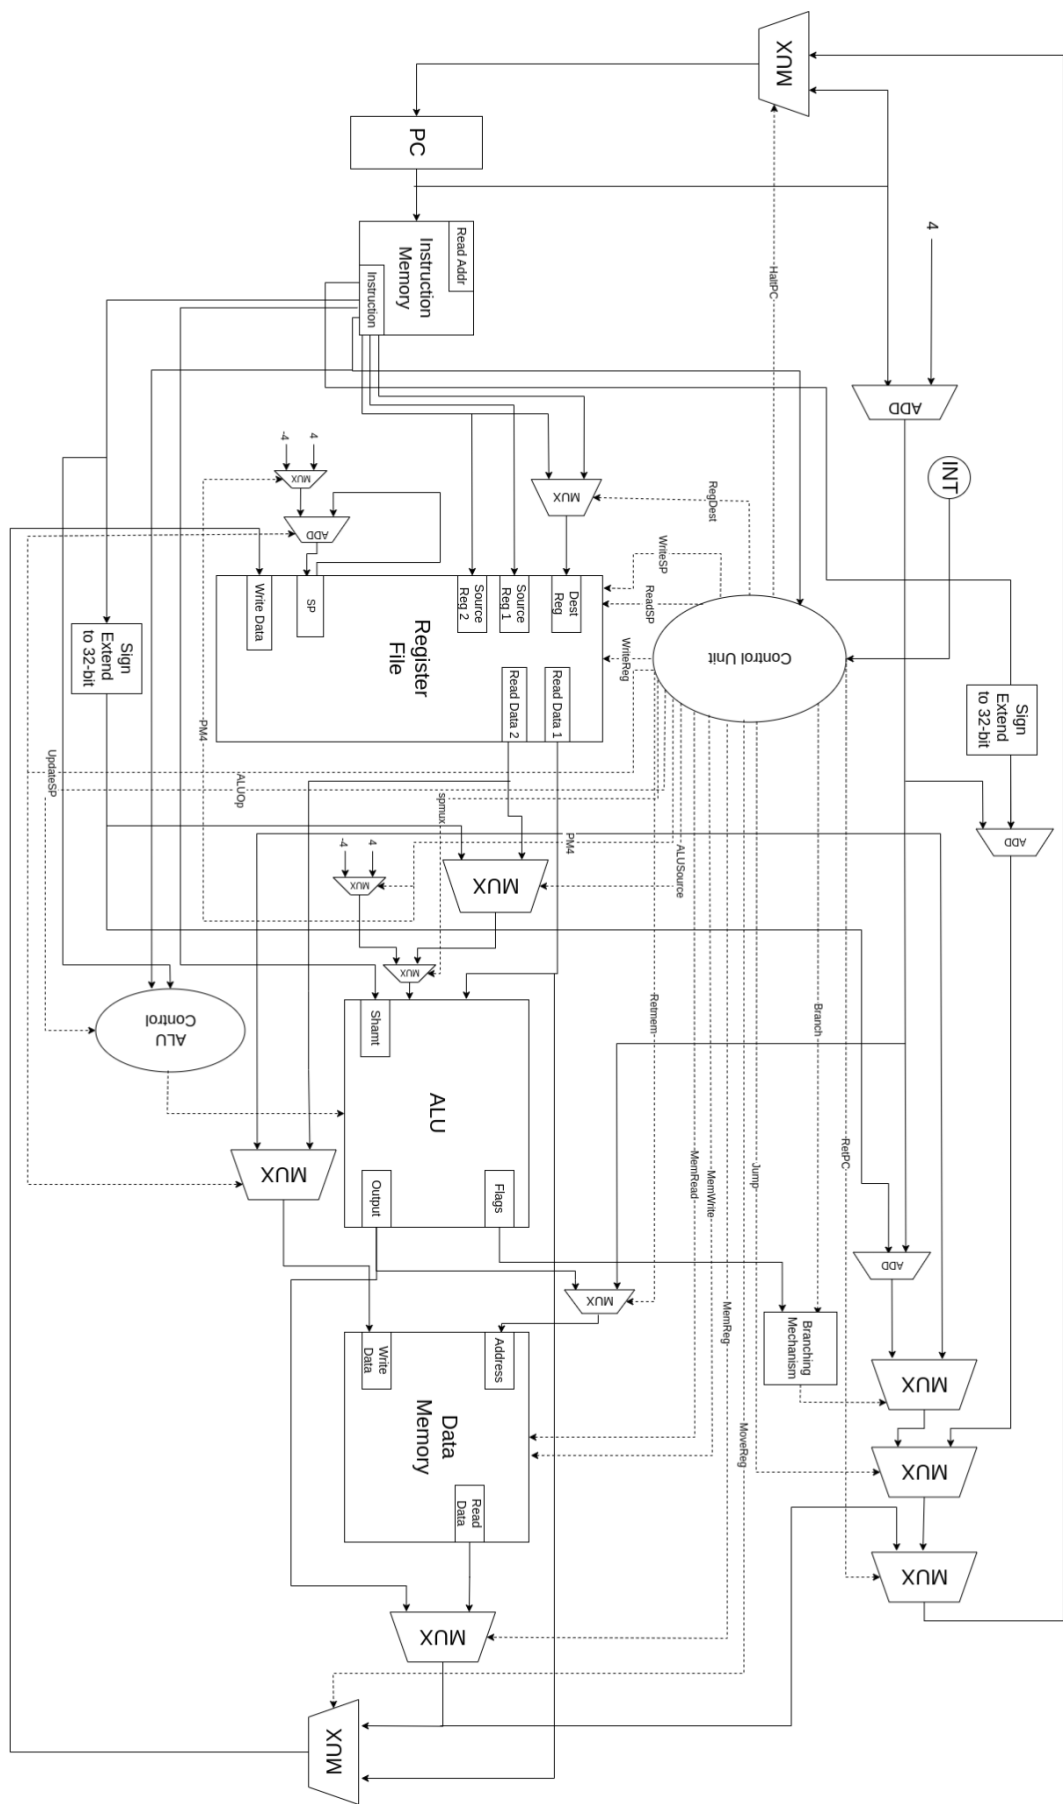 MUX
PC
4
HaltPC
Read Addr
Instruction
Memory
Instruction
ADD
INT
4
-4
MUX
ADD
MUX
RegDest
WriteSP
ReadSP
WriteReg
Control Unit
Write Data
SP
Source
Reg 2
Source
Reg 1
Dest
Reg
Register
File
Read Data 2
Read Data 1
Sign
Extend
to 32-bit
Sign
Extend
to 32-bit
PM4
UpdateSP
ALUOp
spmux
PM4
ALUSource
ADD
-4
4
MUX
MUX
MUX
ALU
Control
Shamt
ALU
Output
Flags
Retmem
Branch
RetPC
MUX
MemRead
MemWrite
Jump
MemReg
MoveReg
ADD
MUX
Branching
Mechanism
Write
Data
Address
Data
Memory
Read
Data
MUX
MUX
MUX
MUX
MUX